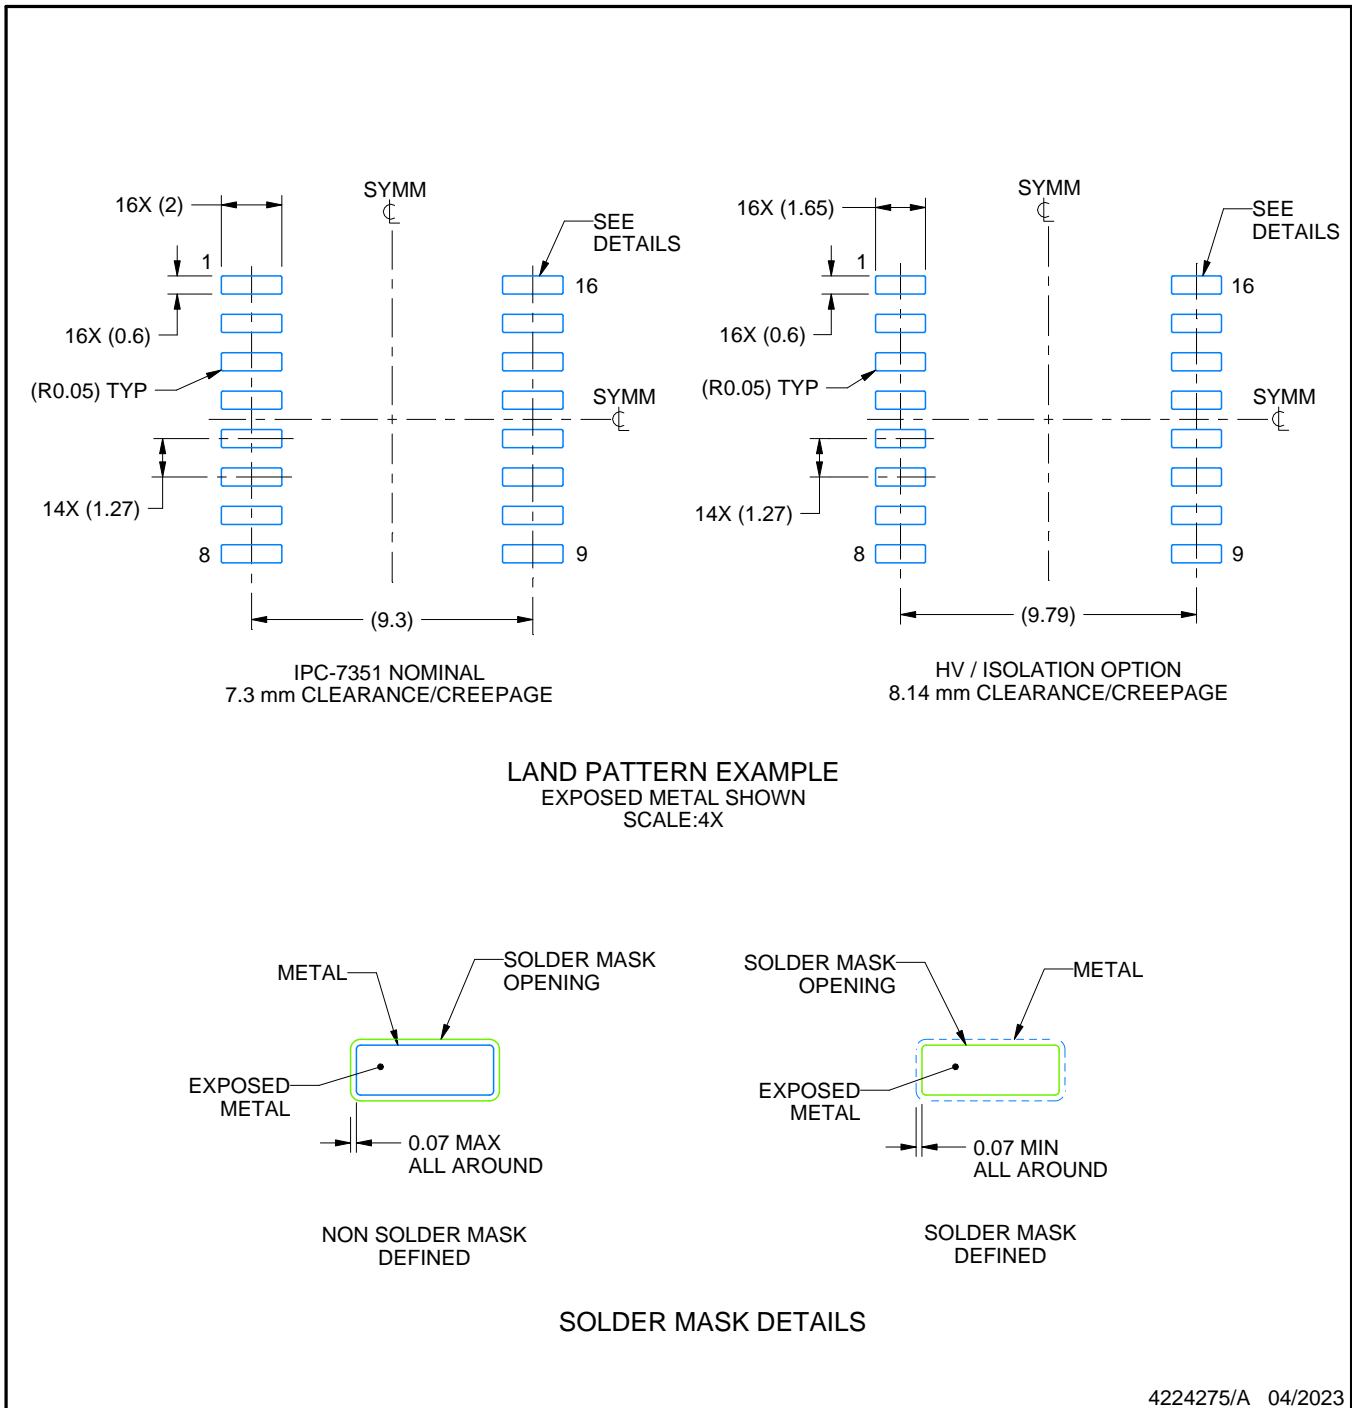 SYMM
16X (2)
SEE
DETAILS
1
16
16X (0.6)
(R0.05) TYP
SYMM
14X (1.27)
8
9
(9.3)
IPC-7351 NOMINAL
7.3 mm CLEARANCE/CREEPAGE
SYMM
16X (1.65)
SEE
DETAILS
1
16
16X (0.6)
(R0.05) TYP
SYMM
14X (1.27)
8
9
(9.79)
HV / ISOLATION OPTION
8.14 mm CLEARANCE/CREEPAGE
LAND PATTERN EXAMPLE
EXPOSED METAL SHOWN
SCALE:4X
METAL
SOLDER MASK
OPENING
EXPOSED
METAL
0.07 MAX
ALL AROUND
NON SOLDER MASK
DEFINED
SOLDER MASK
OPENING
METAL
EXPOSED
METAL
0.07 MIN
ALL AROUND
SOLDER MASK
DEFINED
SOLDER MASK DETAILS
4224275/A 04/2023